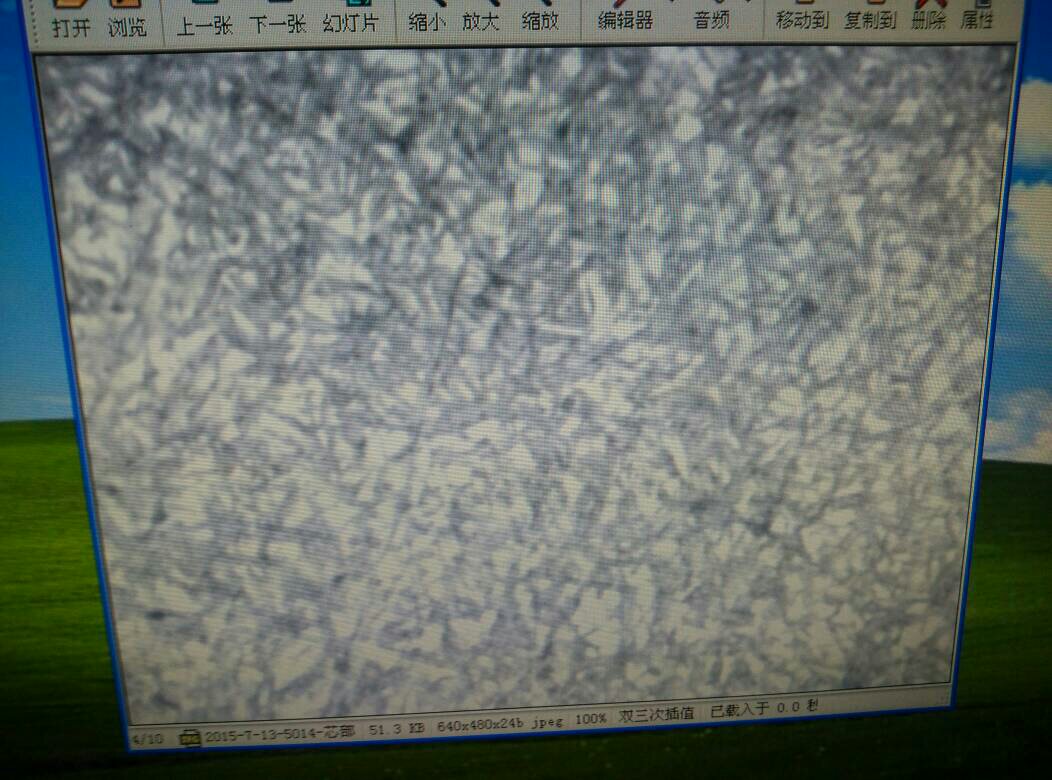 打开 浏览 上一张 下一张 幻灯片 缩小 放大 缩放 编辑器 音频 移动到 复制到 删除 属性
4/10 2015-7-13-5014-芯部 51.3 KB 640x480x24b jpeg 100% 双三次插值 已载入于 0.0 秒